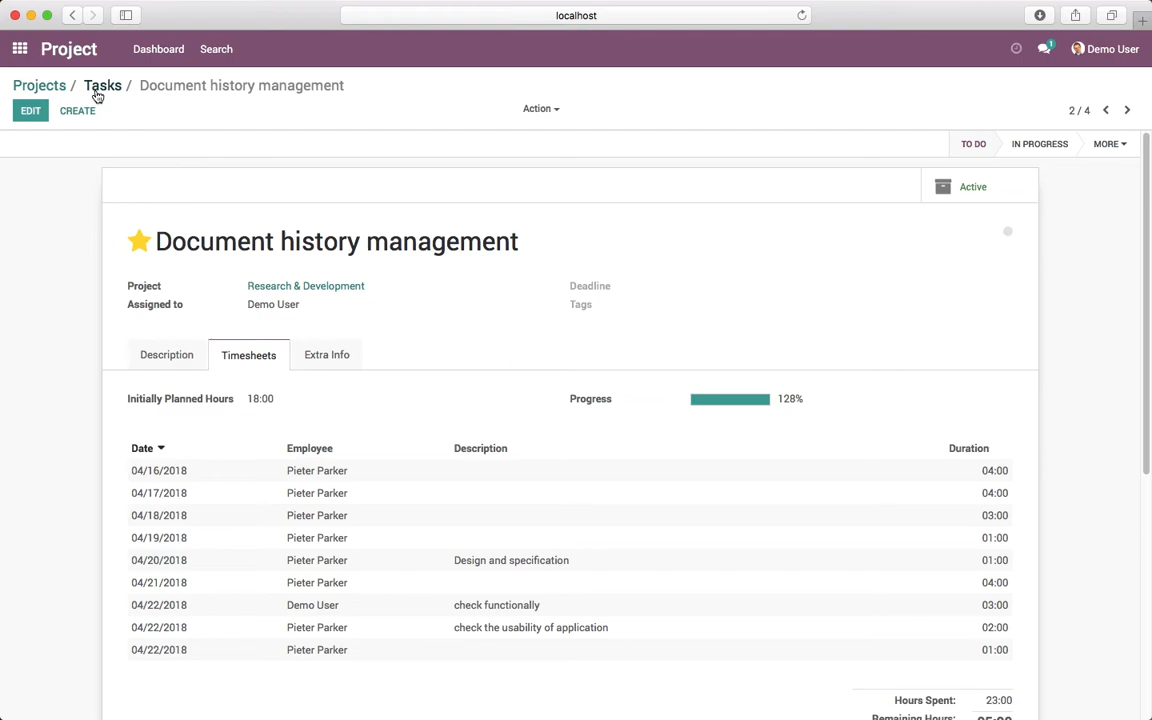 localhost
Project Dashboard Search 1 Demo User
Projects / Tasks / Document history management
EDIT CREATE Action 2 / 4
TO DO IN PROGRESS MORE
Active
Document history management
Project Research & Development Deadline
Assigned to Demo User Tags
Description Timesheets Extra Info
Initially Planned Hours 18:00 Progress 128%
Date Employee Description Duration
04/16/2018 Pieter Parker 04:00
04/17/2018 Pieter Parker 04:00
04/18/2018 Pieter Parker 03:00
04/19/2018 Pieter Parker 01:00
04/20/2018 Pieter Parker Design and specification 01:00
04/21/2018 Pieter Parker 04:00
04/22/2018 Demo User check functionally 03:00
04/22/2018 Pieter Parker check the usability of application 02:00
04/22/2018 Pieter Parker 01:00
Hours Spent: 23:00
Remaining Hours: